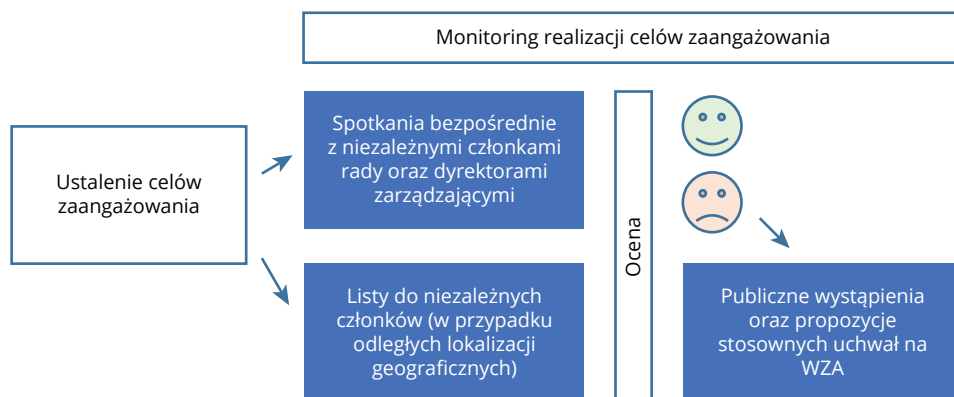 Monitoring realizacji celów zaangażowania
Ustalenie celów
zaangażowania
Spotkania bezpośrednie
z niezależnymi członkami
rady oraz dyrektorami
zarządzającymi
Listy do niezależnych
członków (w przypadku
odległych lokalizacji
geograficznych)
Ocena
Publiczne wystąpienia
oraz propozycje
stosownych uchwał na
WZA